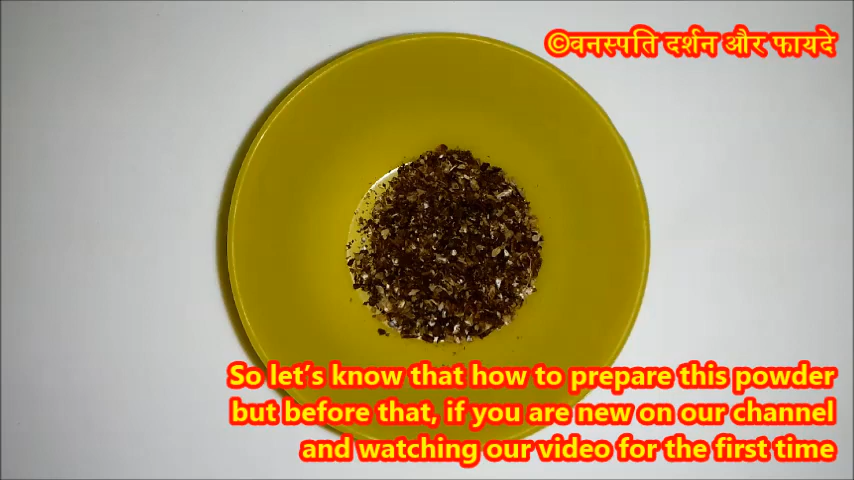 ©वनस्पति दर्शन और फायदे
So let's know that how to prepare this powder
but before that, if you are new on our channel
and watching our video for the first time